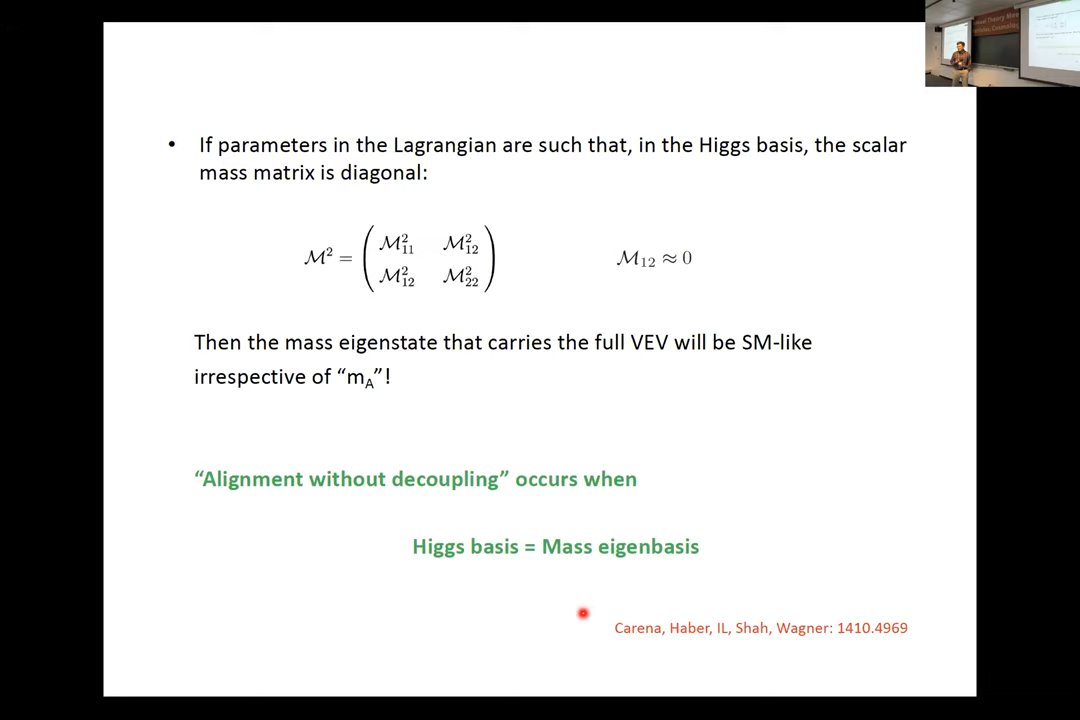 • If parameters in the Lagrangian are such that, in the Higgs basis, the scalar
mass matrix is diagonal:
ℳ² = ( ℳ²₁₁ ℳ²₁₂
ℳ²₁₂ ℳ²₂₂ )
ℳ₁₂ ≈ 0
Then the mass eigenstate that carries the full VEV will be SM-like
irrespective of “m_A”!
“Alignment without decoupling” occurs when
Higgs basis = Mass eigenbasis
Carena, Haber, IL, Shah, Wagner: 1410.4969